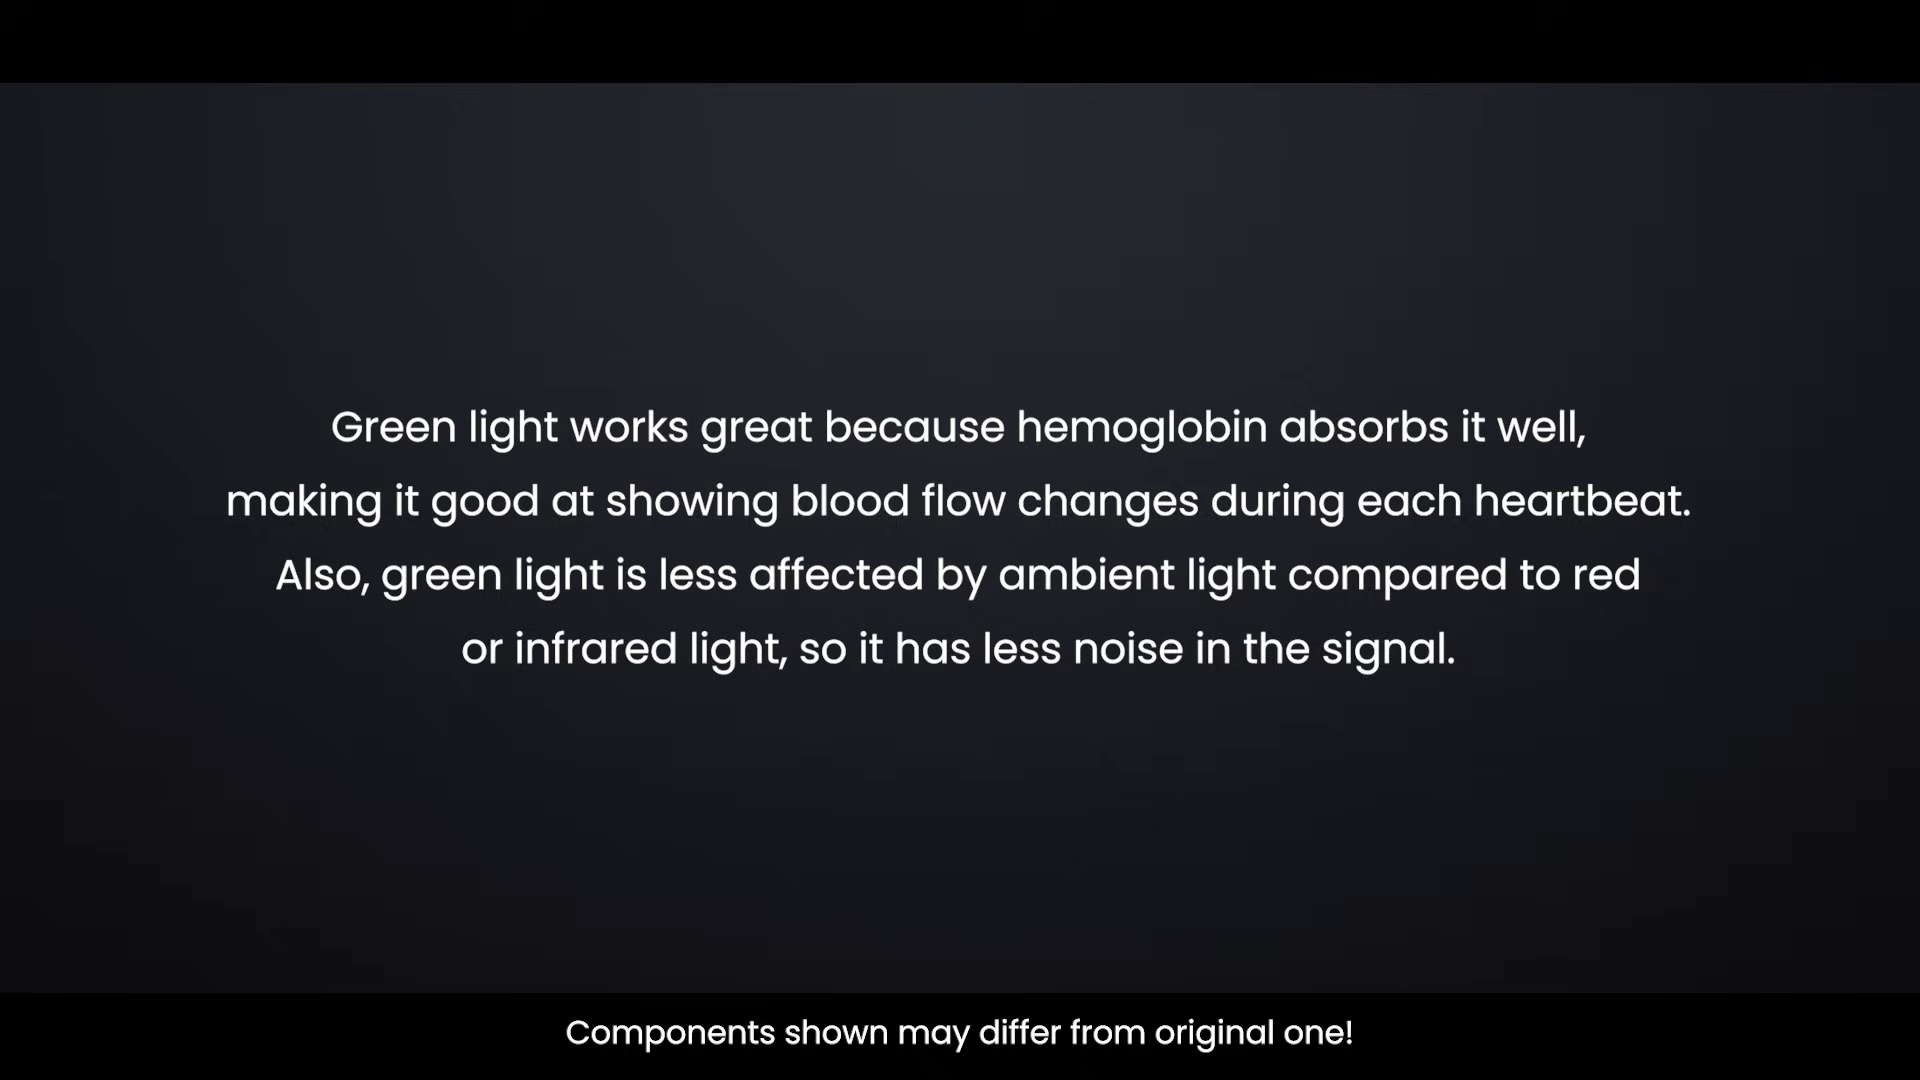 Green light works great because hemoglobin absorbs it well,
making it good at showing blood flow changes during each heartbeat.
Also, green light is less affected by ambient light compared to red
or infrared light, so it has less noise in the signal.
Components shown may differ from original one!